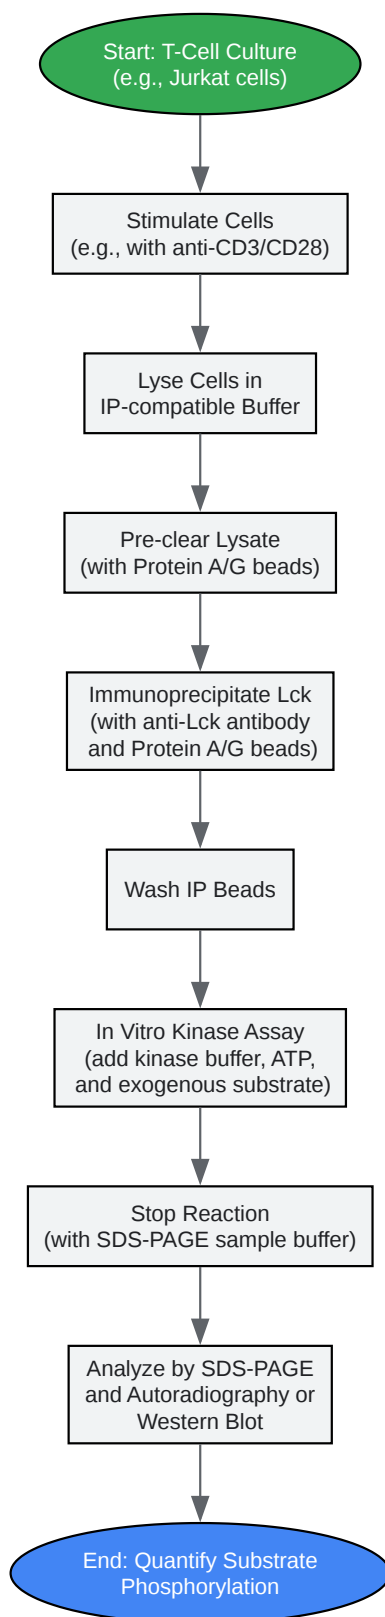 Start: T-Cell Culture
(e.g., Jurkat cells)
Stimulate Cells
(e.g., with anti-CD3/CD28)
Lyse Cells in
IP-compatible Buffer
Pre-clear Lysate
(with Protein A/G beads)
Immunoprecipitate Lck
(with anti-Lck antibody
and Protein A/G beads)
Wash IP Beads
In Vitro Kinase Assay
(add kinase buffer, ATP,
and exogenous substrate)
Stop Reaction
(with SDS-PAGE sample buffer)
Analyze by SDS-PAGE
and Autoradiography or
Western Blot
End: Quantify Substrate
Phosphorylation